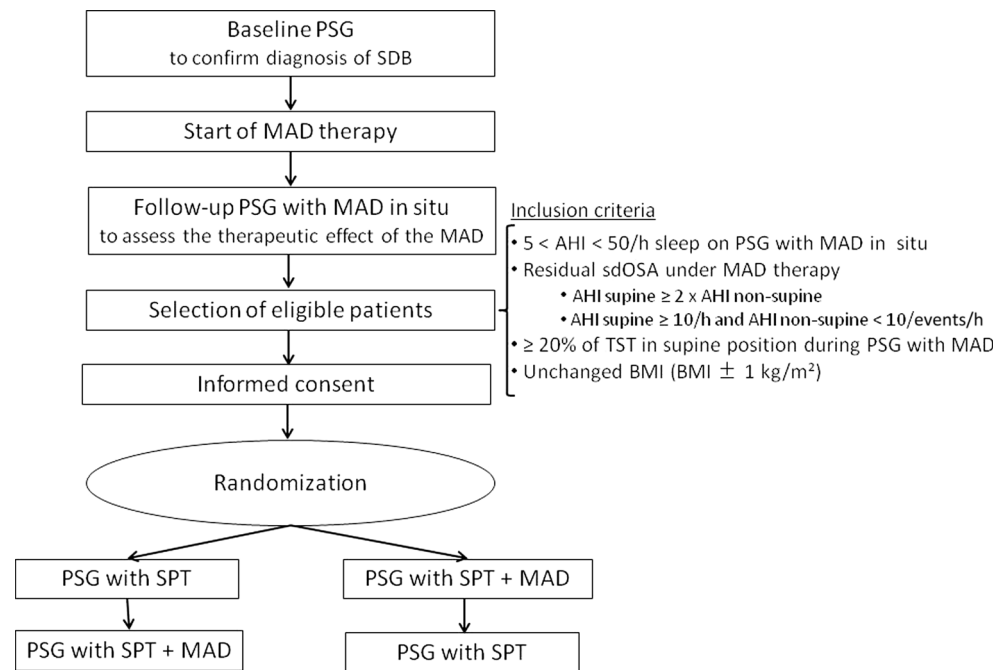 Baseline PSG
to confirm diagnosis of SDB
Start of MAD therapy
Follow-up PSG with MAD in situ
to assess the therapeutic effect of the MAD
Selection of eligible patients
Inclusion criteria
• 5 < AHI < 50/h sleep on PSG with MAD in situ
• Residual sdOSA under MAD therapy
• AHI supine ≥ 2 x AHI non-supine
• AHI supine ≥ 10/h and AHI non-supine < 10/events/h
• ≥ 20% of TST in supine position during PSG with MAD
• Unchanged BMI (BMI ± 1 kg/m²)
Informed consent
Randomization
PSG with SPT
PSG with SPT + MAD
PSG with SPT + MAD
PSG with SPT